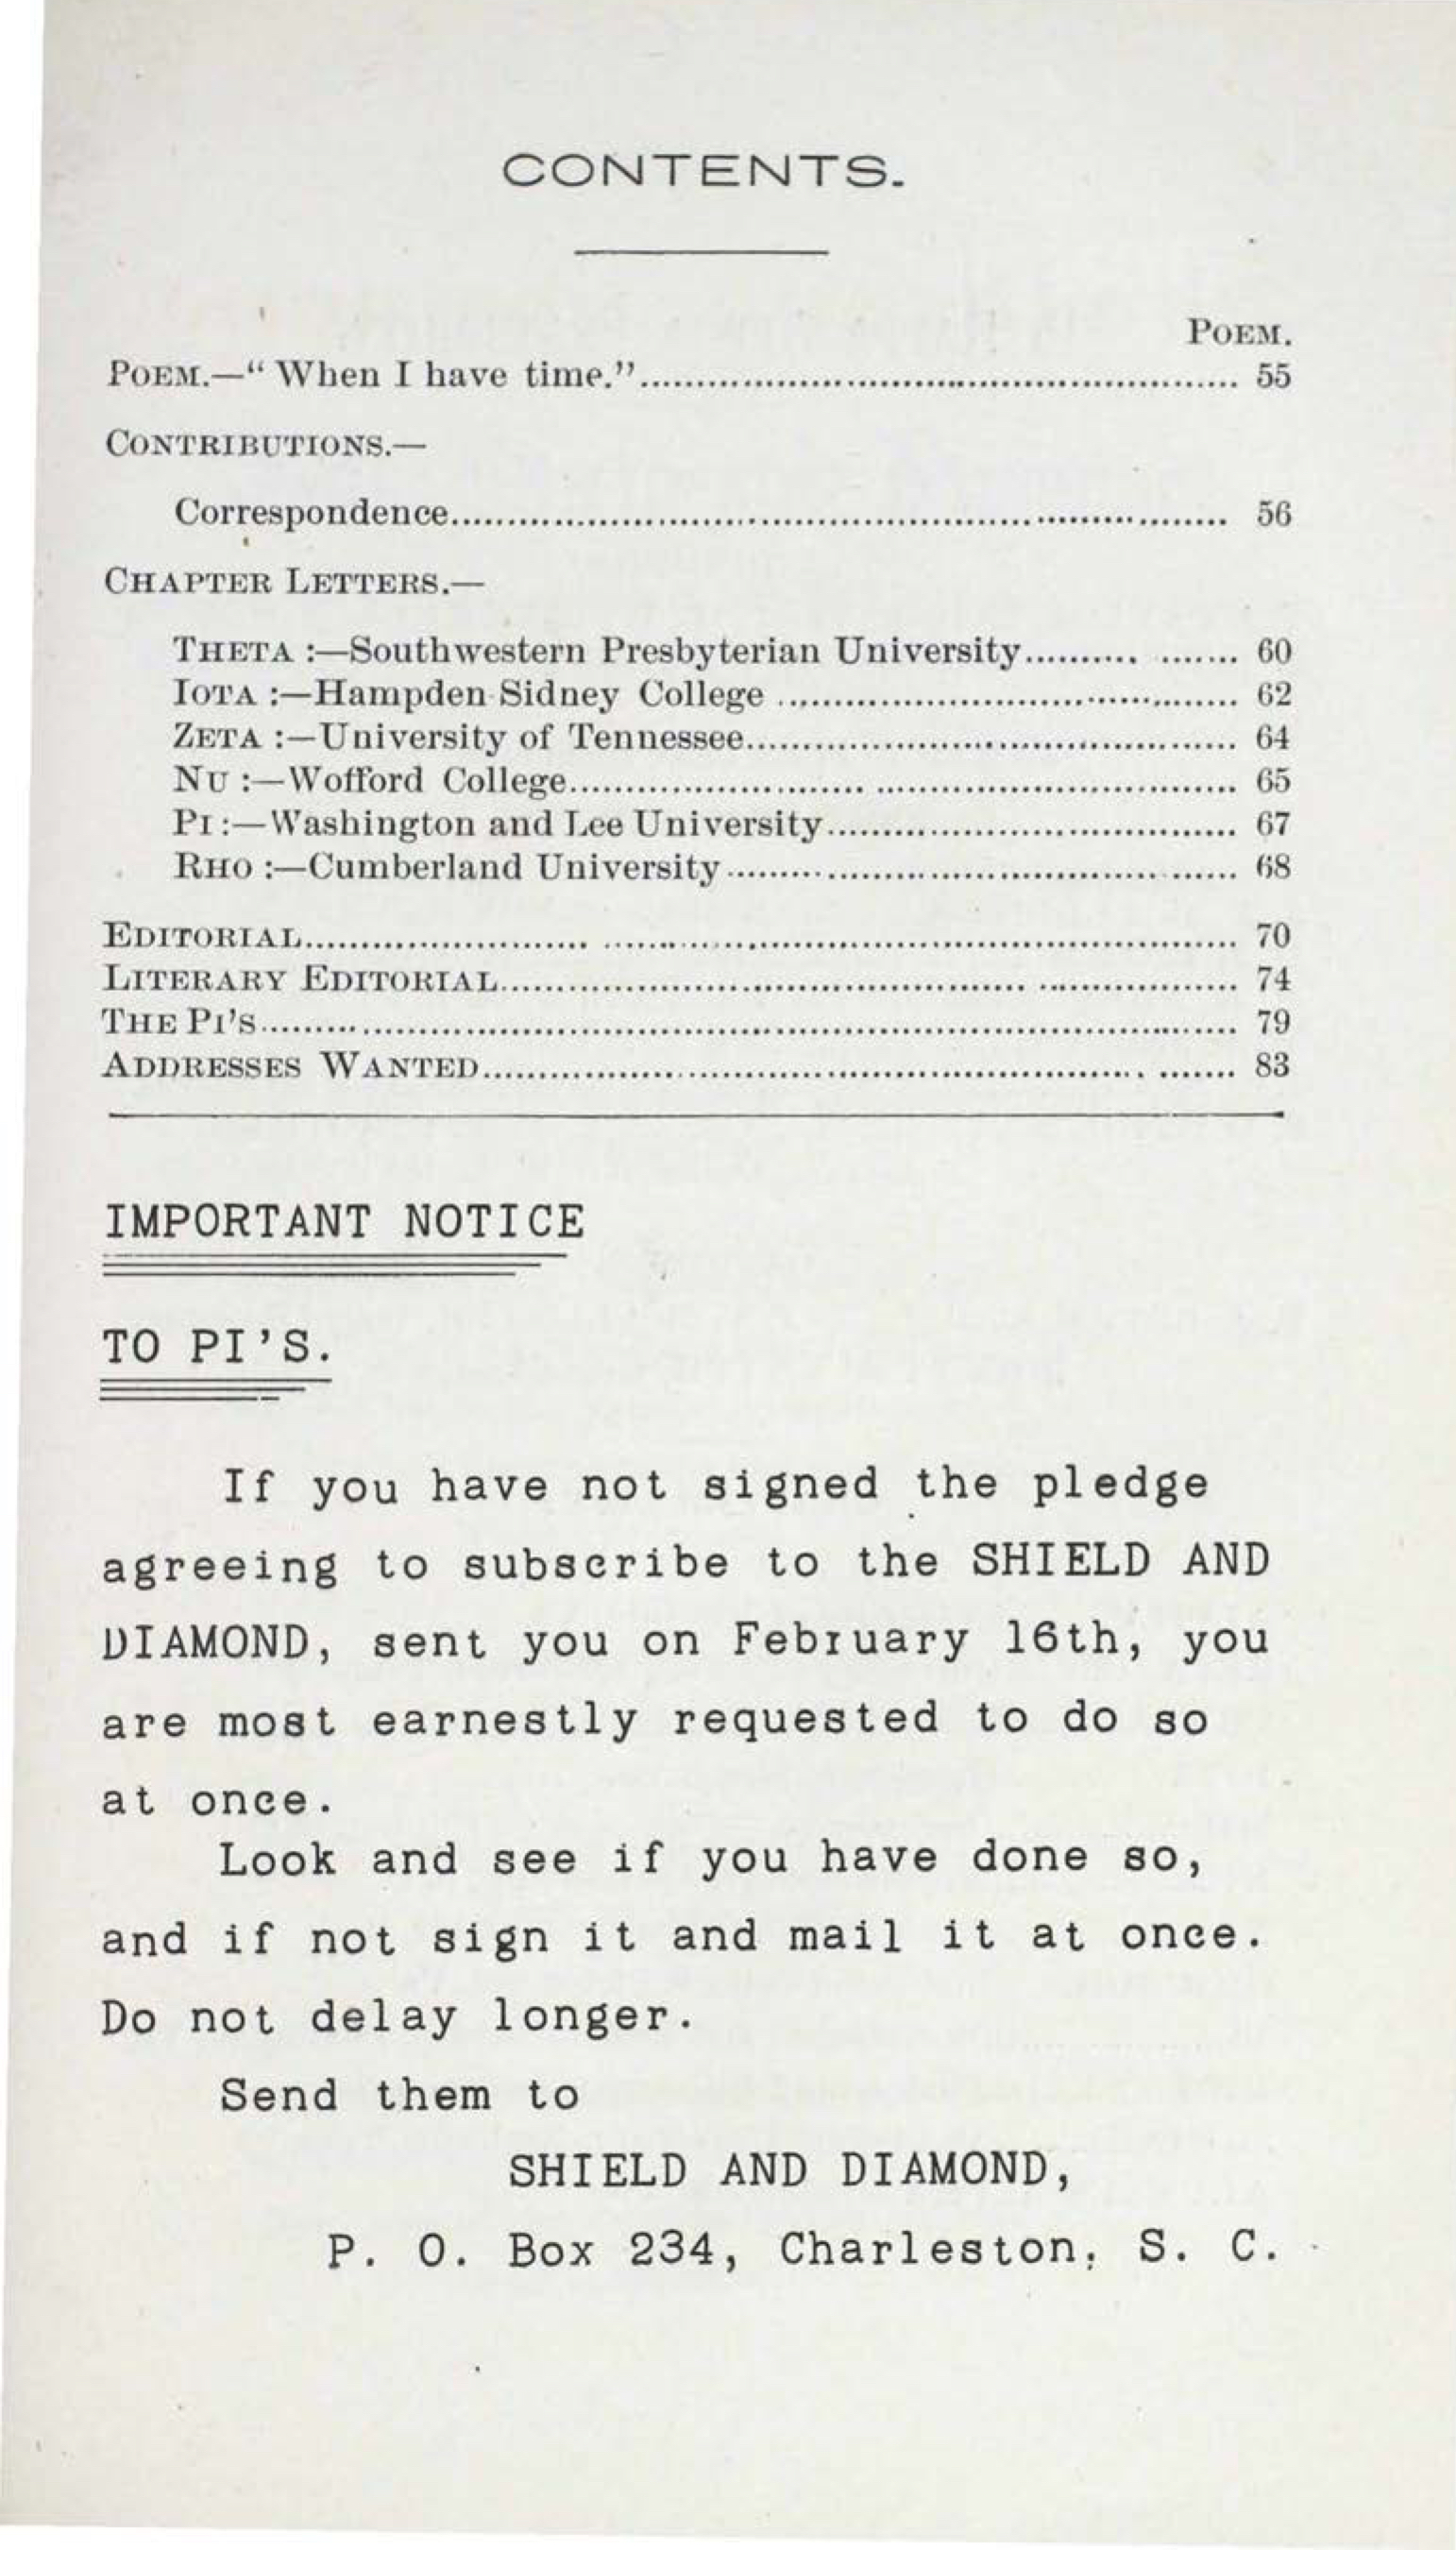 CONTENTS.
POEM.
POEM.—“ When I have time.”........................................................ 55
CONTRIBUTIONS.—
Correspondence........................................................................ 56
CHAPTER LETTERS.—
THETA :—Southwestern Presbyterian University.......... ....... 60
IOTA :—Hampden Sidney College ......................................... 62
ZETA :—University of Tennessee............................................ 64
NU :—Wofford College.......................... ................................ 65
PI :—Washington and Lee University..................................... 67
RHO :—Cumberland University.............................................. 68
EDITORIAL......................... ......................................................... 70
LITERARY EDITORIAL............................................... .................. 74
THE PI’S........................................................................................ 79
ADDRESSES WANTED........................................................... ....... 83
IMPORTANT NOTICE
TO PI’S.
If you have not signed the pledge
agreeing to subscribe to the SHIELD AND
DIAMOND, sent you on February 16th, you
are most earnestly requested to do so
at once.
Look and see if you have done so,
and if not sign it and mail it at once.
Do not delay longer.
Send them to
SHIELD AND DIAMOND,
P. O. Box 234, Charleston, S. C.